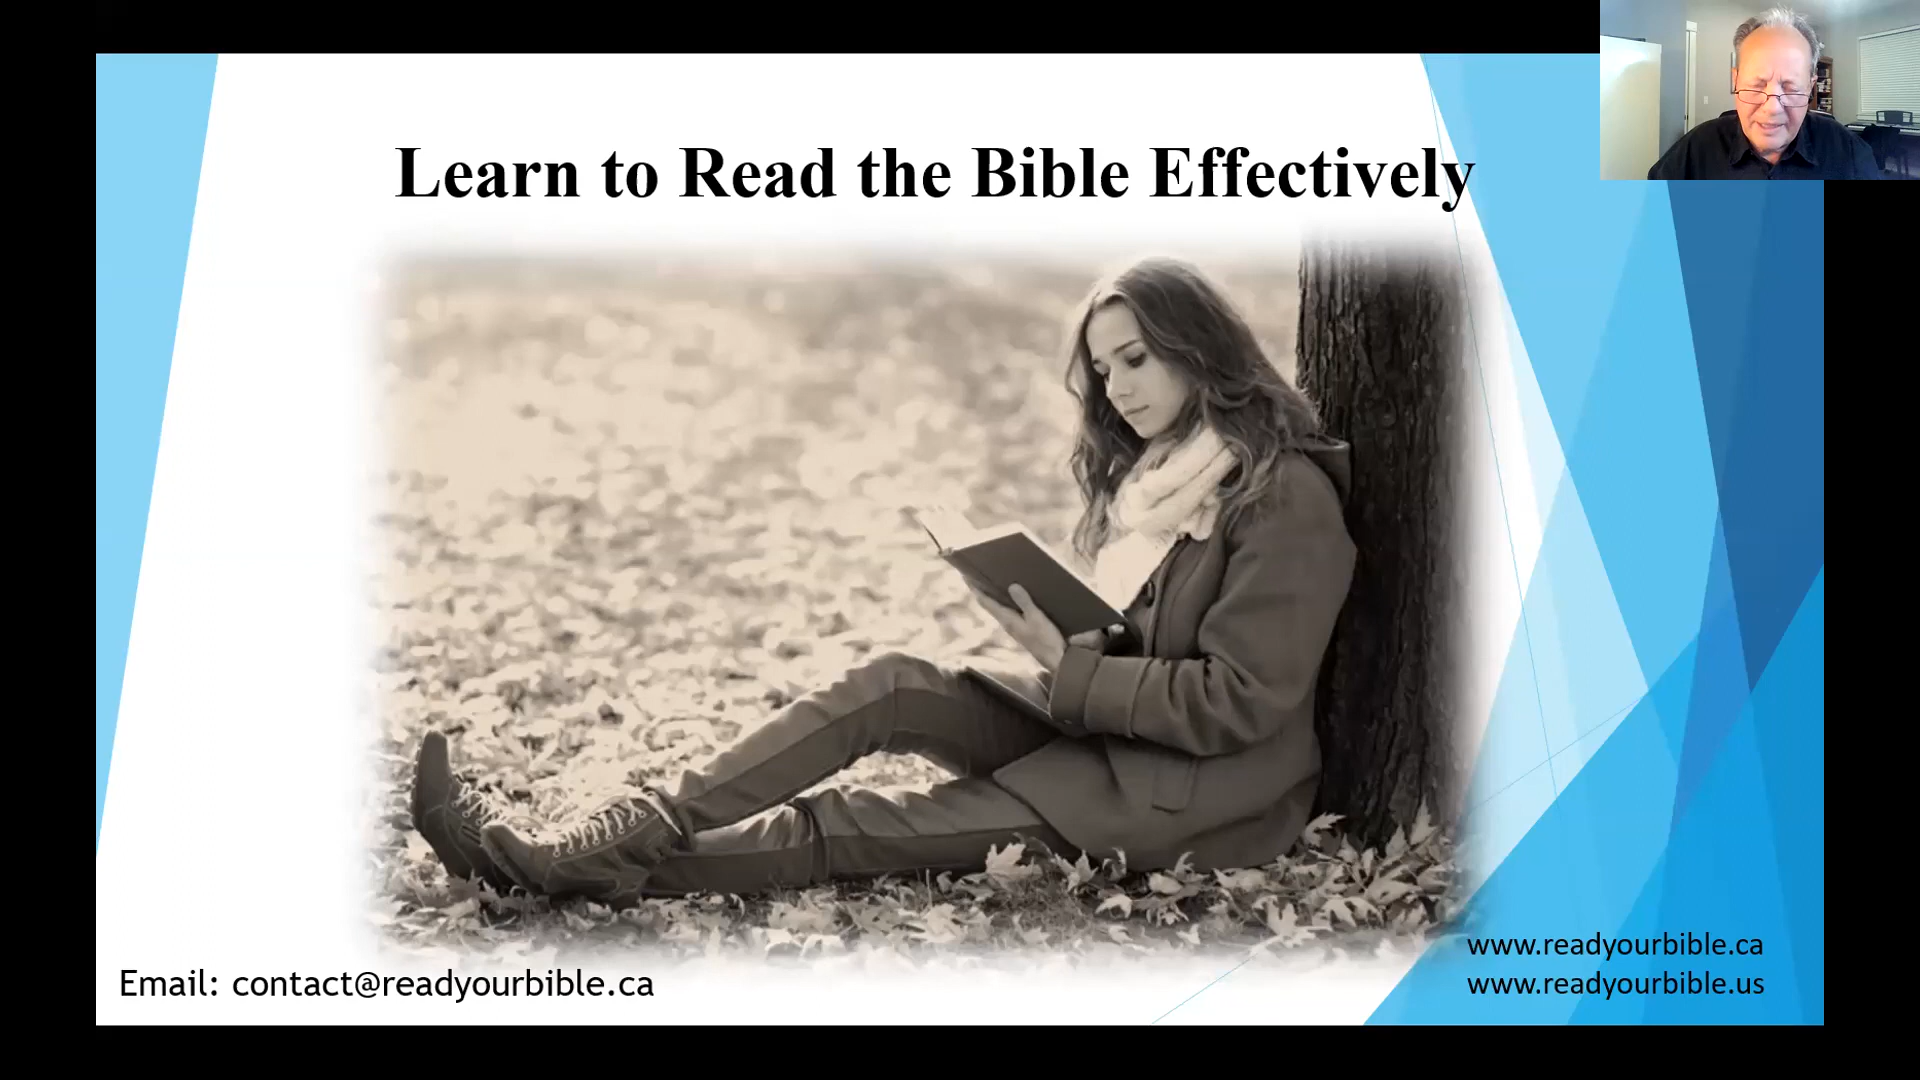 Learn to Read the Bible Effectively
www.readyourbible.ca
Email: contact@readyourbible.ca
www.readyourbible.us